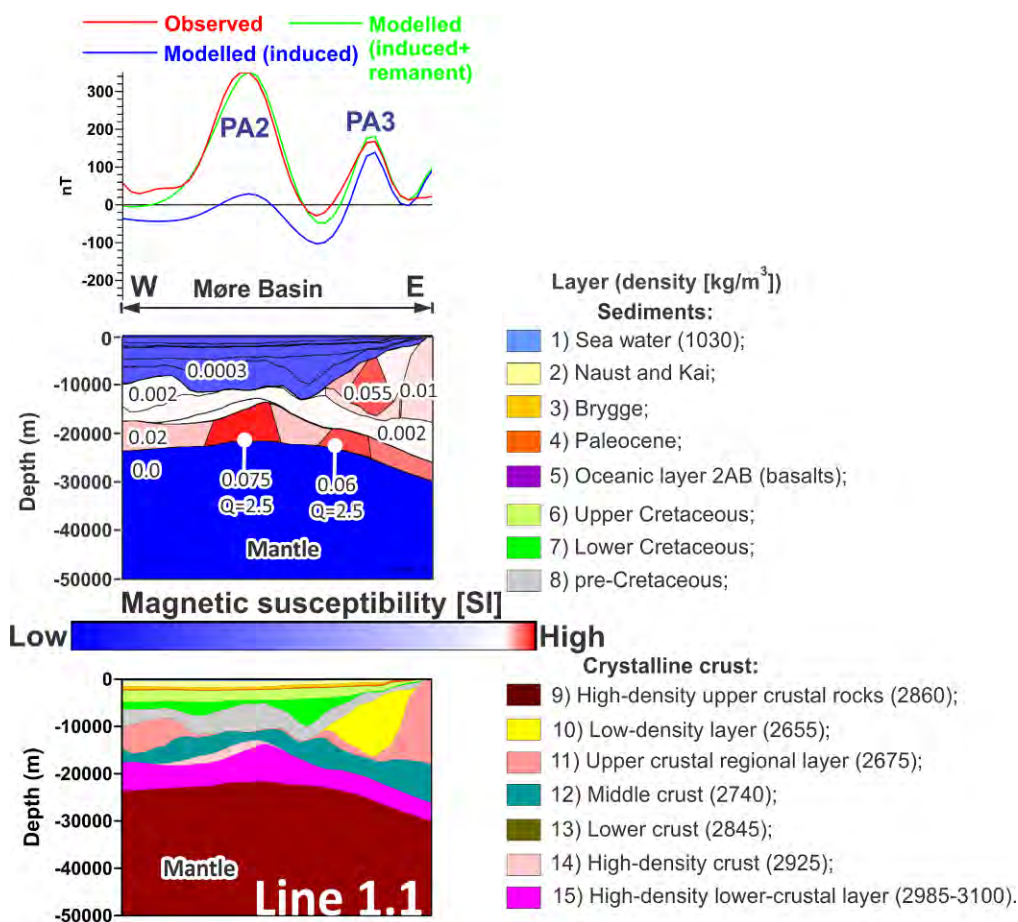 Observed
Modelled (induced)
Modelled
(induced+
remanent)
300
200
100
0
-100
-200
nT
PA2
PA3
W
Møre Basin
E
0
-10000
-20000
-30000
-40000
-50000
Depth (m)
0.0003
0.002
0.02
0.0
0.055
0.01
0.002
0.075
Q=2.5
0.06
Q=2.5
Mantle
Magnetic susceptibility [SI]
Low
High
0
-10000
-20000
-30000
-40000
-50000
Depth (m)
Mantle
Line 1.1
Layer (density [kg/m³])
Sediments:
1) Sea water (1030);
2) Naust and Kai;
3) Brygge;
4) Paleocene;
5) Oceanic layer 2AB (basalts);
6) Upper Cretaceous;
7) Lower Cretaceous;
8) pre-Cretaceous;
Crystalline crust:
9) High-density upper crustal rocks (2860);
10) Low-density layer (2655);
11) Upper crustal regional layer (2675);
12) Middle crust (2740);
13) Lower crust (2845);
14) High-density crust (2925);
15) High-density lower-crustal layer (2985-3100).